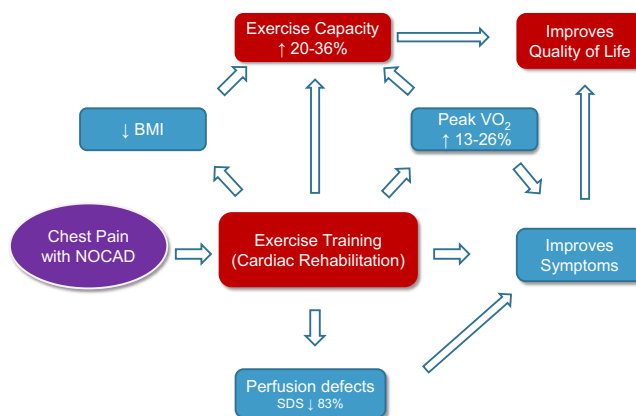 Exercise Capacity
↑ 20-36%
Improves
Quality of Life
↓ BMI
Peak VO₂
↑ 13-26%
Chest Pain
with NOCAD
Exercise Training
(Cardiac Rehabilitation)
Improves
Symptoms
Perfusion defects
SDS ↓ 83%